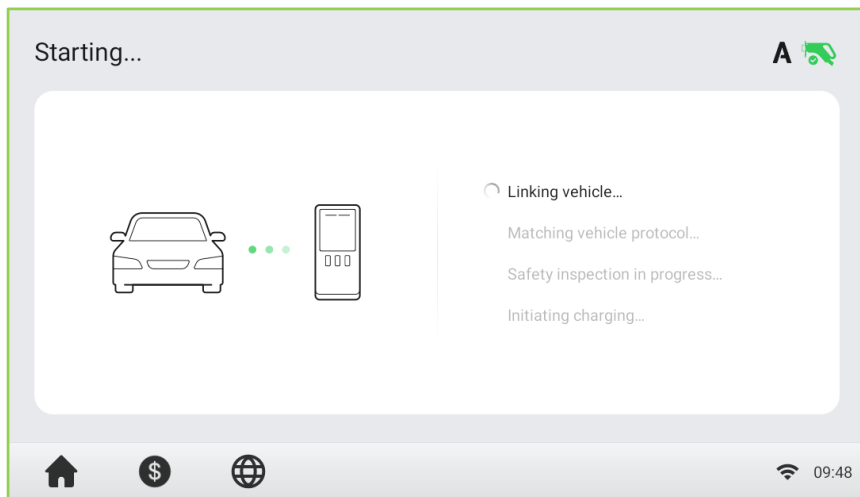 Starting...
A
Linking vehicle...
Matching vehicle protocol...
Safety inspection in progress...
Initiating charging...
$
09:48